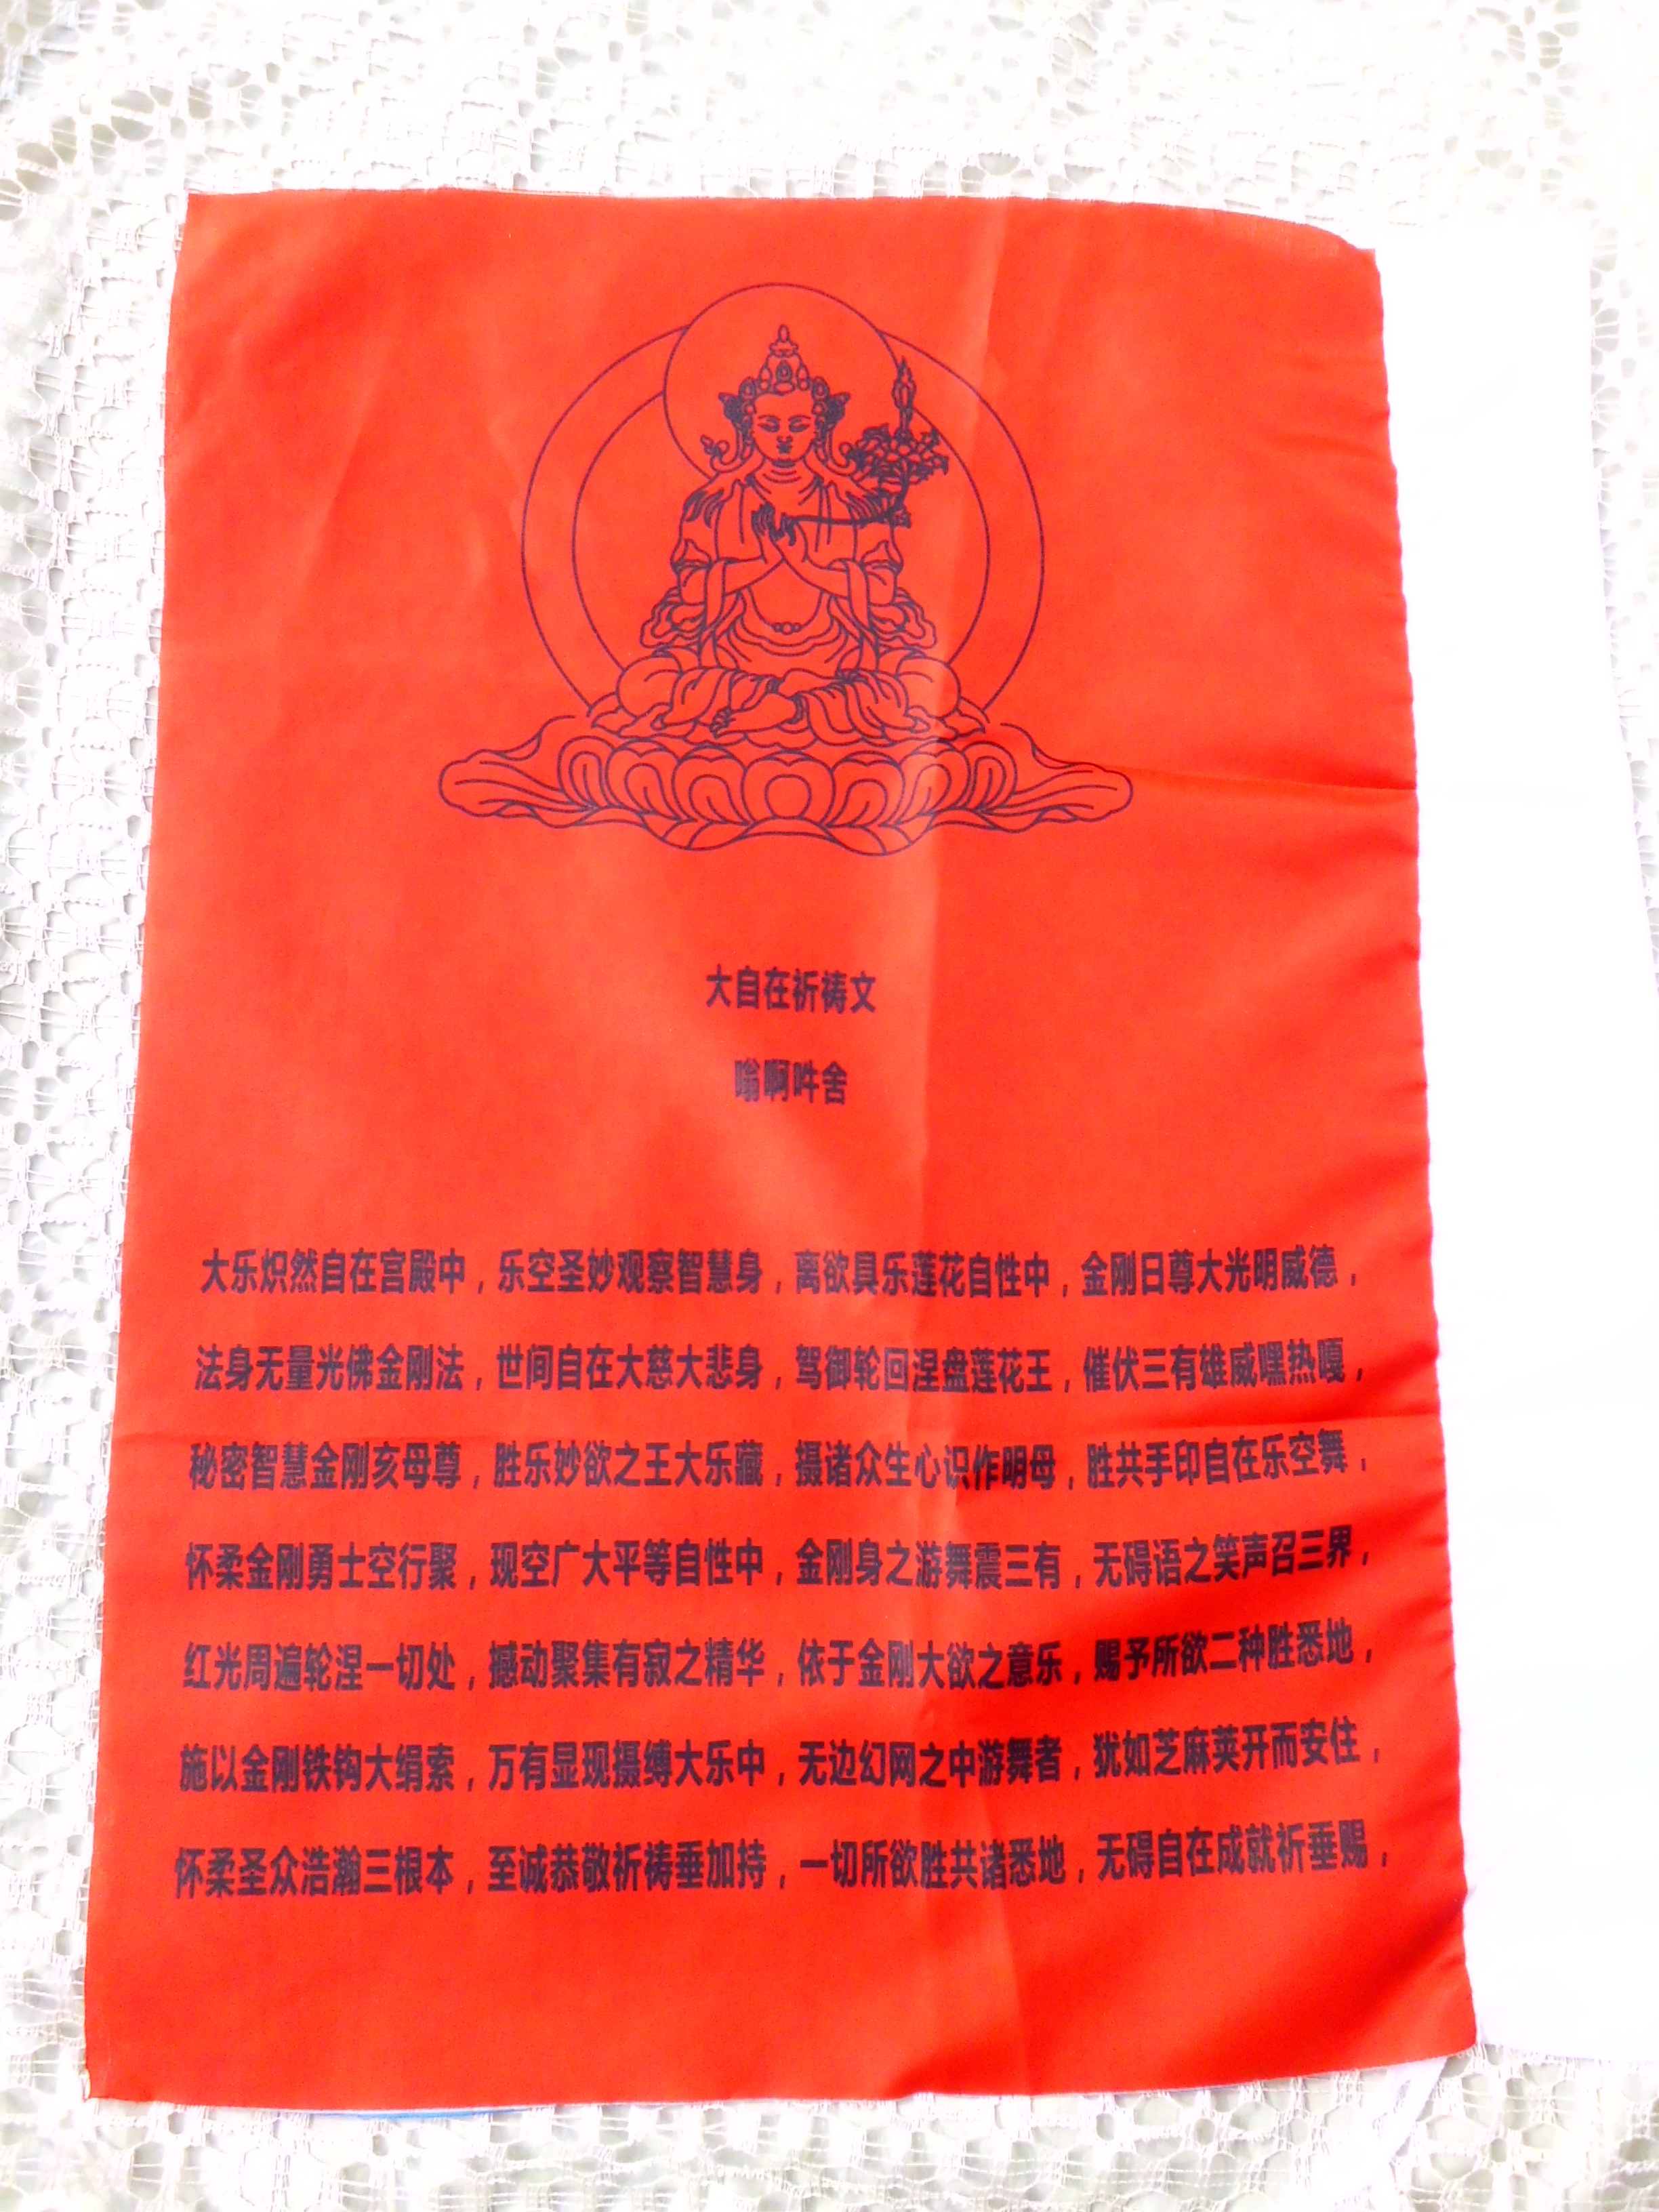 大自在祈祷文
嗡啊吽舍
大乐炽然自在宫殿中，乐空圣妙观察智慧身，离欲具乐莲花自性中，金刚日尊大光明威德，
法身无量光佛金刚法，世间自在大慈大悲身，驾御轮回涅盘莲花王，催伏三有雄威嘿热嘎，
秘密智慧金刚亥母尊，胜乐妙欲之王大乐藏，摄诸众生心识作明母，胜共手印自在乐空舞，
怀柔金刚勇士空行聚，现空广大平等自性中，金刚身之游舞震三有，无碍语之笑声召三界，
红光周遍轮涅一切处，撼动聚集有寂之精华，依于金刚大欲之意乐，赐予所欲二种胜悉地，
施以金刚铁钩大绢索，万有显现摄缚大乐中，无边幻网之中游舞者，犹如芝麻荚开而安住，
怀柔圣众浩瀚三根本，至诚恭敬祈祷垂加持，一切所欲胜共诸悉地，无碍自在成就祈垂赐，